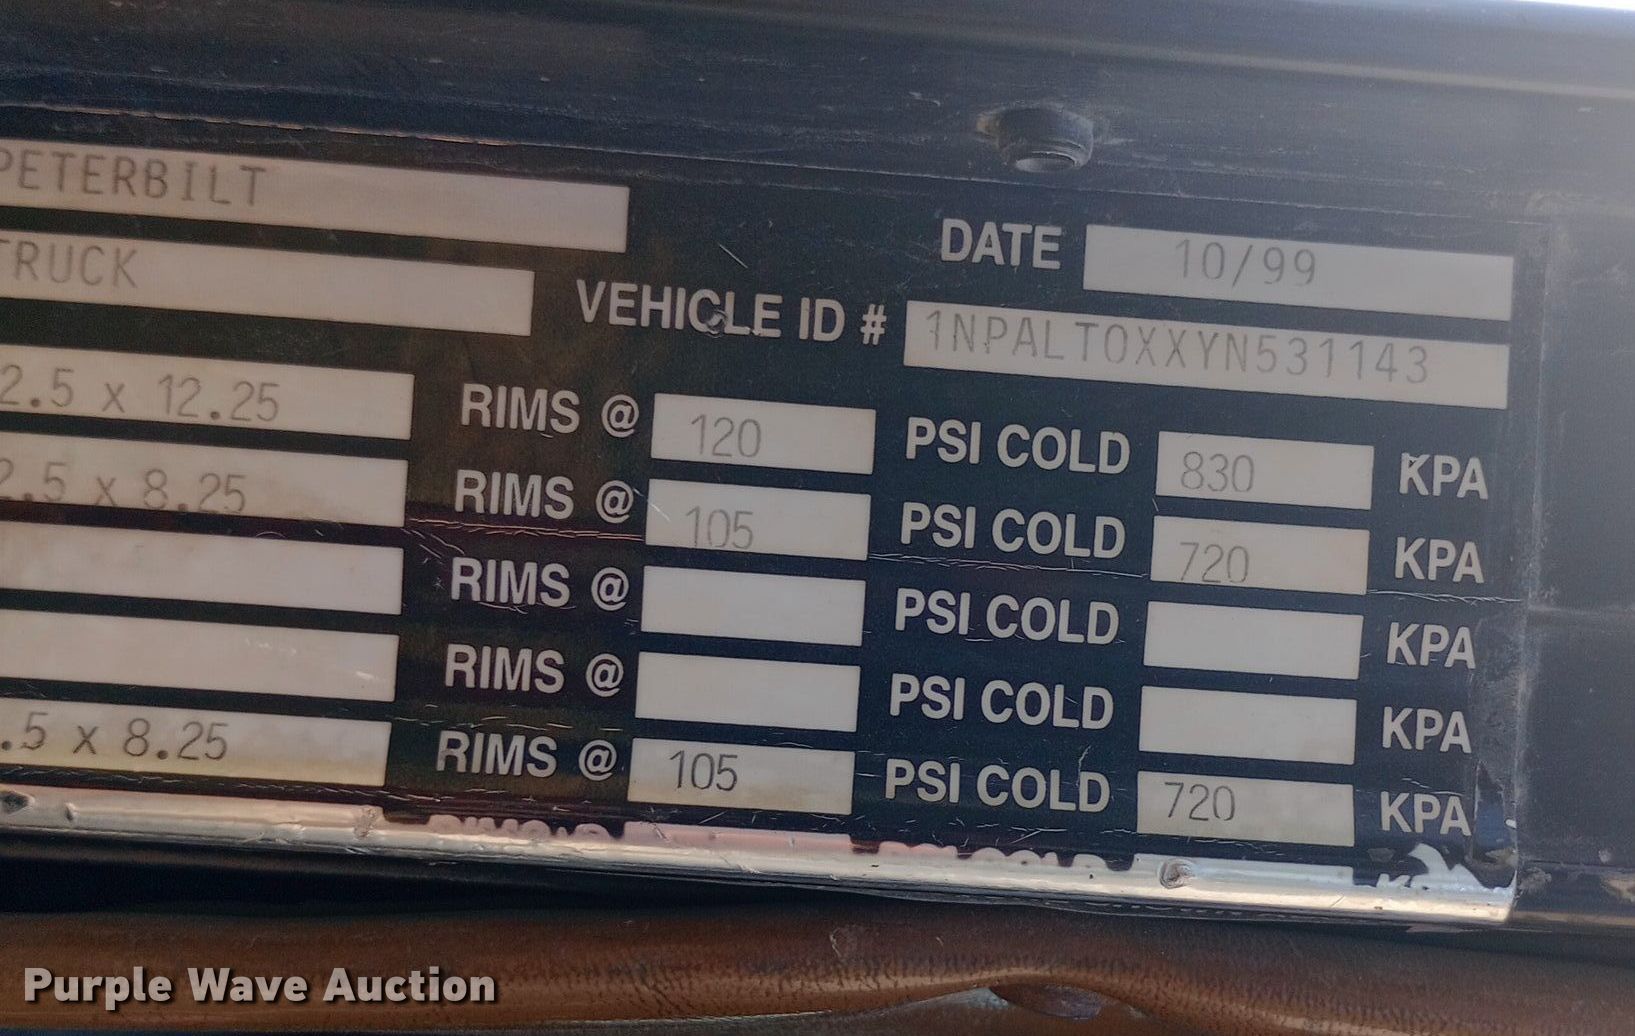 PETERBILT
DATE 10/99
TRUCK
VEHICLE ID # 1NPALT0XXYN531143
2.5 x 12.25 RIMS @ 120 PSI COLD 830 KPA
2.5 x 8.25 RIMS @ 105 PSI COLD 720 KPA
RIMS @ PSI COLD KPA
RIMS @ PSI COLD KPA
.5 x 8.25 RIMS @ 105 PSI COLD 720 KPA
Purple Wave Auction